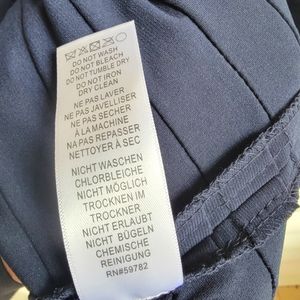 DO NOT WASH
DO NOT BLEACH
DO NOT TUMBLE DRY
DO NOT IRON
DRY CLEAN
NE PAS LAVER
NE PAS JAVELLISER
NE PAS SECHER
À LA MACHINE
NA PAS REPASSER
NETTOYER À SEC
NICHT WASCHEN
CHLORBLEICHE
NICHT MÖGLICH
TROCKNEN IM
TROCKNER
NICHT ERLAUBT
NICHT BÜGELN
CHEMISCHE
REINIGUNG
RN#59782